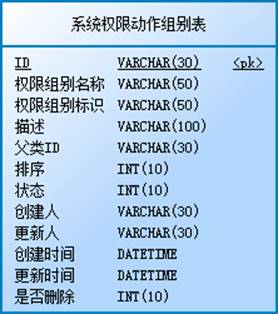 系统权限动作组别表
ID VARCHAR(30) <pk>
权限组别名称 VARCHAR(50)
权限组别标识 VARCHAR(50)
描述 VARCHAR(100)
父类ID VARCHAR(30)
排序 INT(10)
状态 INT(10)
创建人 VARCHAR(30)
更新人 VARCHAR(30)
创建时间 DATETIME
更新时间 DATETIME
是否删除 INT(10)